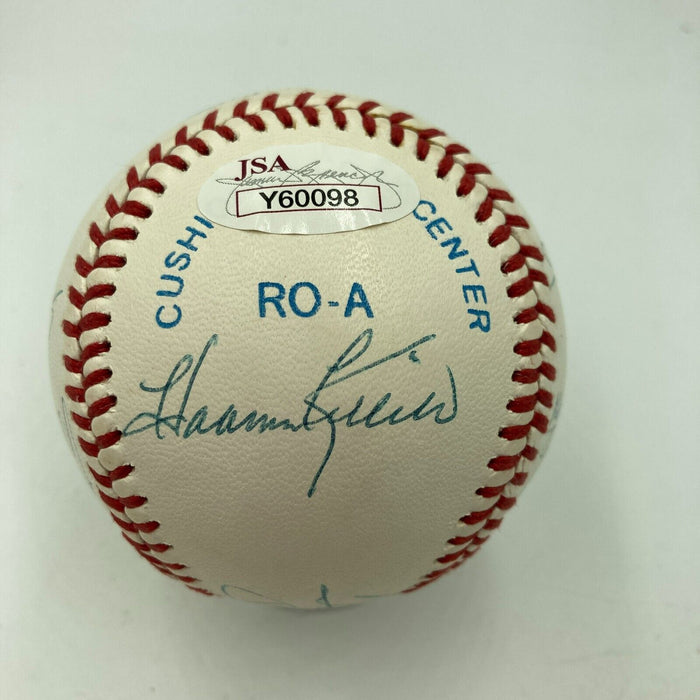 JSA
Y60098
CUSHI
CENTER
RO-A
Harmon Killebrew